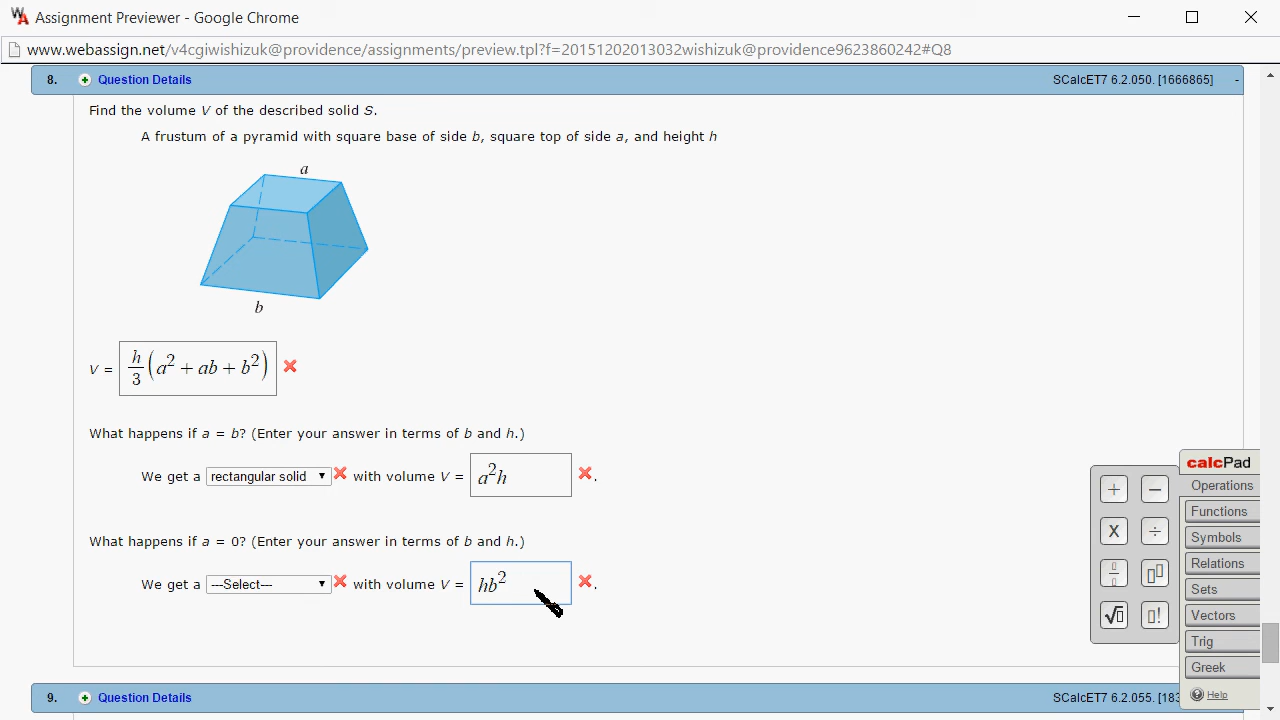 Assignment Previewer - Google Chrome
www.webassign.net/v4cgiwishizuk@providence/assignments/preview.tpl?f=20151202013032wishizuk@providence9623860242#Q8
8. Question Details SCalcET7 6.2.050. [1666865] -
Find the volume V of the described solid S.
A frustum of a pyramid with square base of side b, square top of side a, and height h
a
b
V = h/3 (a² + ab + b²)
What happens if a = b? (Enter your answer in terms of b and h.)
We get a rectangular solid with volume V = a²h .
What happens if a = 0? (Enter your answer in terms of b and h.)
We get a ---Select--- with volume V = hb² .
calcPad
Operations
Functions
Symbols
Relations
Sets
Vectors
Trig
Greek
Help
+ −
X ÷
√ !
9. Question Details SCalcET7 6.2.055. [183